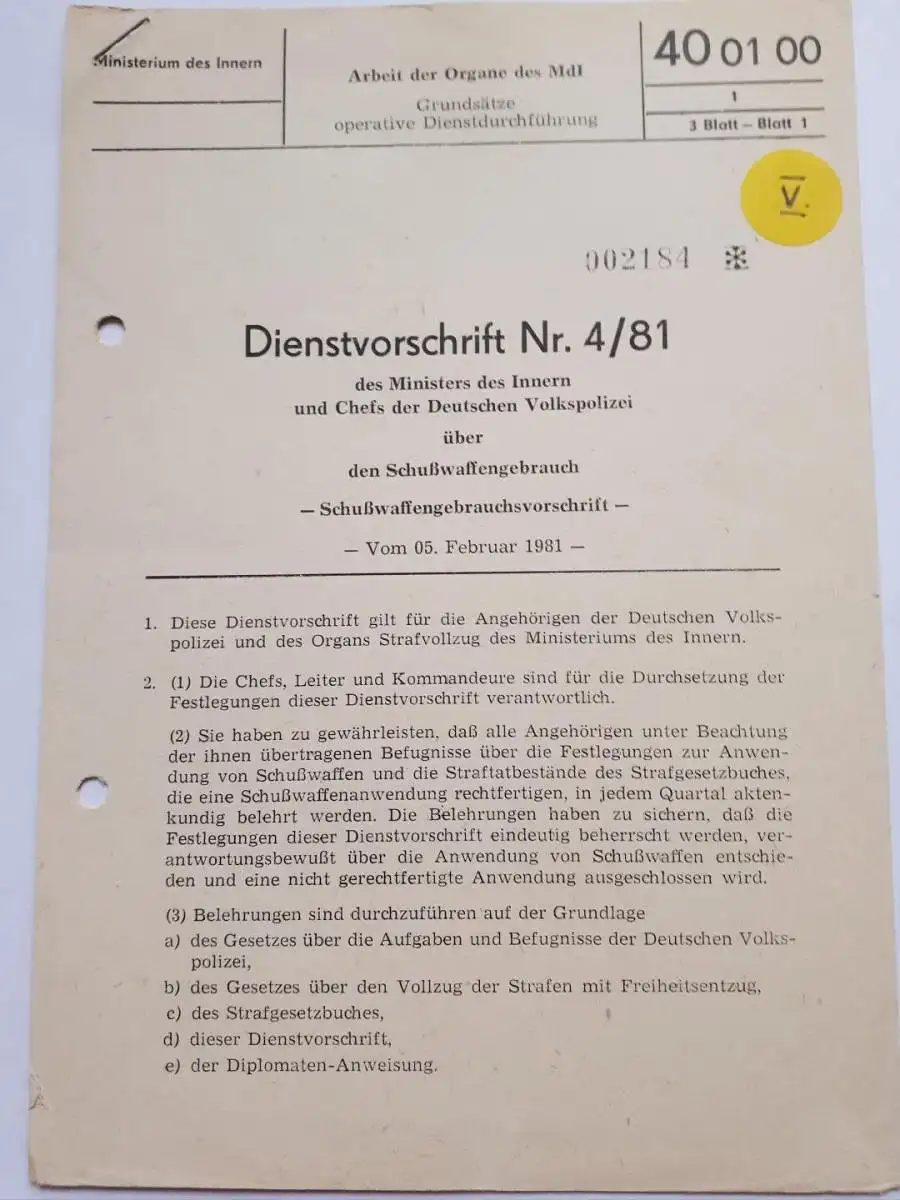 Ministerium des Innern
Arbeit der Organe des MdI
Grundsätze
operative Dienstdurchführung
40 01 00
1
3 Blatt – Blatt 1
V.
002184 ✻
Dienstvorschrift Nr. 4/81
des Ministers des Innern
und Chefs der Deutschen Volkspolizei
über
den Schußwaffengebrauch
— Schußwaffengebrauchsvorschrift —
— Vom 05. Februar 1981 —
1. Diese Dienstvorschrift gilt für die Angehörigen der Deutschen Volks-
polizei und des Organs Strafvollzug des Ministeriums des Innern.
2. (1) Die Chefs, Leiter und Kommandeure sind für die Durchsetzung der
Festlegungen dieser Dienstvorschrift verantwortlich.
(2) Sie haben zu gewährleisten, daß alle Angehörigen unter Beachtung
der ihnen übertragenen Befugnisse über die Festlegungen zur Anwen-
dung von Schußwaffen und die Straftatbestände des Strafgesetzbuches,
die eine Schußwaffenanwendung rechtfertigen, in jedem Quartal akten-
kundig belehrt werden. Die Belehrungen haben zu sichern, daß die
Festlegungen dieser Dienstvorschrift eindeutig beherrscht werden, ver-
antwortungsbewußt über die Anwendung von Schußwaffen entschie-
den und eine nicht gerechtfertigte Anwendung ausgeschlossen wird.
(3) Belehrungen sind durchzuführen auf der Grundlage
a) des Gesetzes über die Aufgaben und Befugnisse der Deutschen Volks-
polizei,
b) des Gesetzes über den Vollzug der Strafen mit Freiheitsentzug,
c) des Strafgesetzbuches,
d) dieser Dienstvorschrift,
e) der Diplomaten-Anweisung.